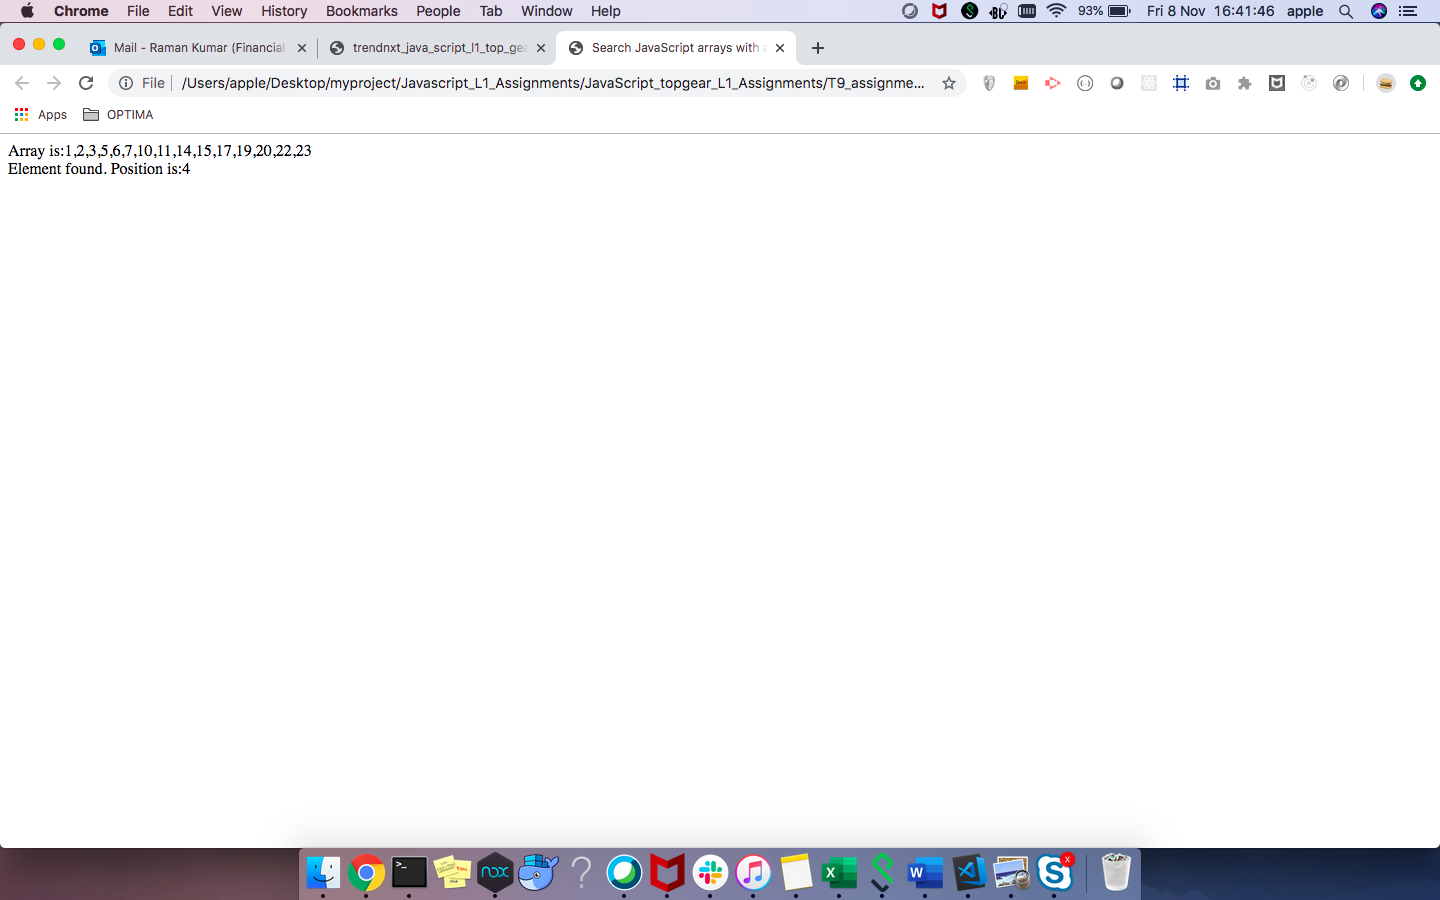 Chrome File Edit View History Bookmarks People Tab Window Help 93% Fri 8 Nov 16:41:46 apple
Mail - Raman Kumar (Financial trendnxt_java_script_l1_top_gea Search JavaScript arrays with a
File /Users/apple/Desktop/myproject/Javascript_L1_Assignments/JavaScript_topgear_L1_Assignments/T9_assignme...
Apps OPTIMA
Array is:1,2,3,5,6,7,10,11,14,15,17,19,20,22,23
Element found. Position is:4